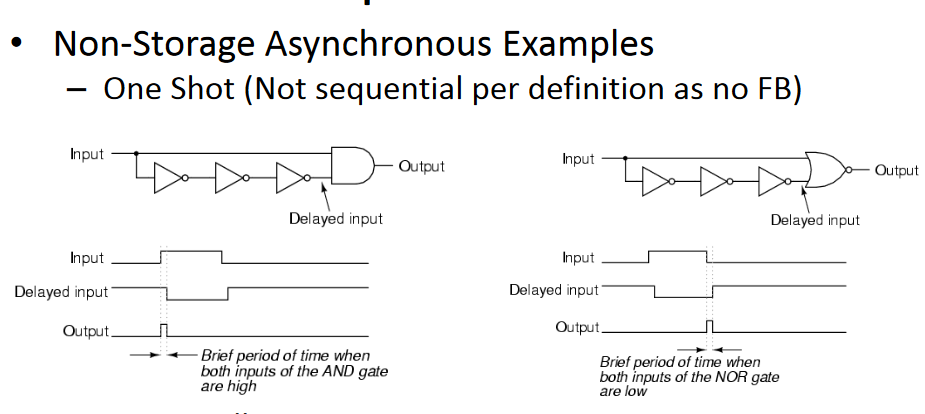 • Non-Storage Asynchronous Examples
– One Shot (Not sequential per definition as no FB)
Input
Output
Delayed input
Input
Delayed input
Output
Brief period of time when
both inputs of the AND gate
are high
Input
Output
Delayed input
Input
Delayed input
Output
Brief period of time when
both inputs of the NOR gate
are low